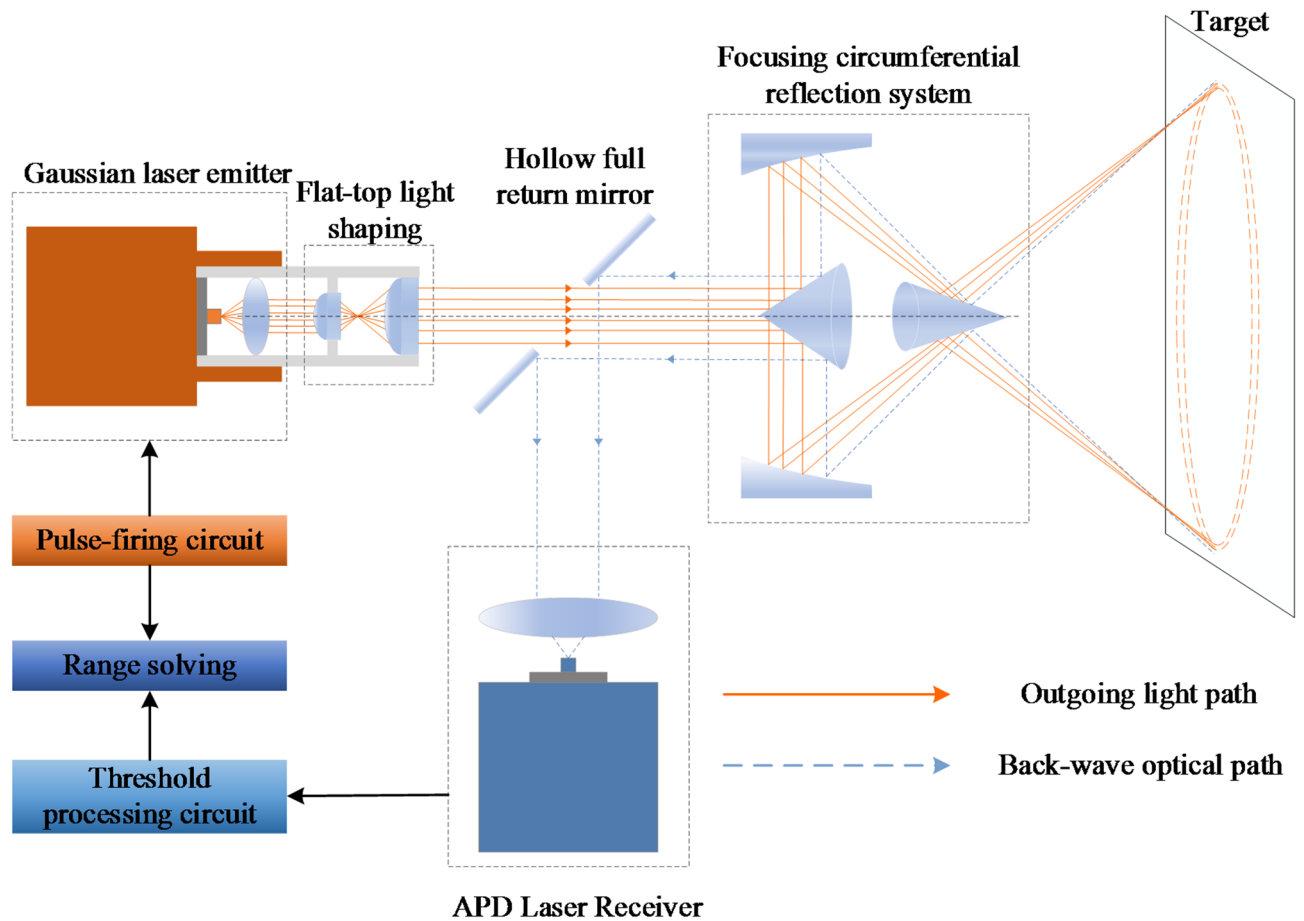 Target
Focusing circumferential
reflection system
Hollow full
return mirror
Gaussian laser emitter
Flat-top light
shaping
Pulse-firing circuit
Range solving
Threshold
processing circuit
Outgoing light path
Back-wave optical path
APD Laser Receiver